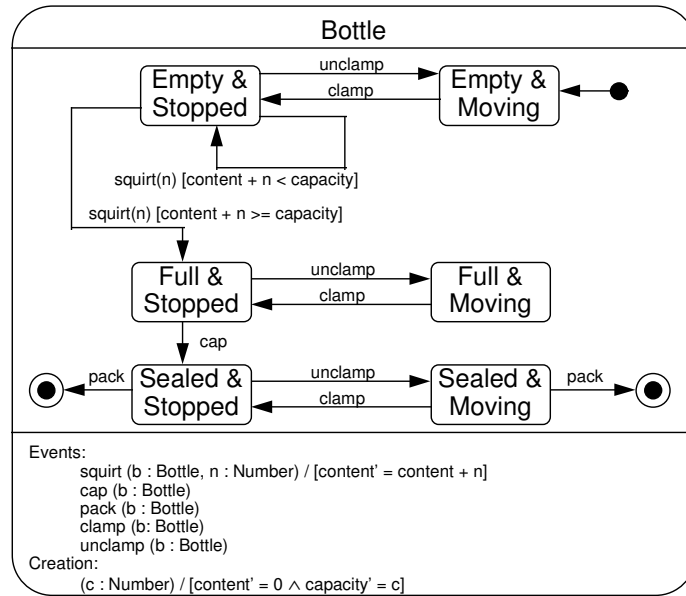 Bottle
unclamp
Empty &
Stopped
Empty &
Moving
clamp
squirt(n) [content + n < capacity]
squirt(n) [content + n >= capacity]
unclamp
Full &
Stopped
Full &
Moving
clamp
cap
pack
Sealed &
Stopped
unclamp
Sealed &
Moving
pack
clamp
Events:
squirt (b : Bottle, n : Number) / [content' = content + n]
cap (b : Bottle)
pack (b : Bottle)
clamp (b: Bottle)
unclamp (b : Bottle)
Creation:
(c : Number) / [content' = 0 ∧ capacity' = c]